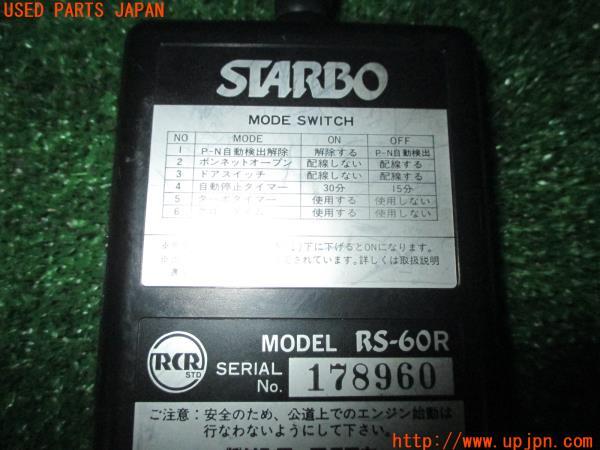 USED PARTS JAPAN
STARBO
MODE SWITCH
NO MODE ON OFF
1 P-N自動検出解除 解除する P-N自動検出
2 ボンネットオープン 配線しない 配線する
3 ドアスイッチ 配線しない 配線する
4 自動停止タイマー 30分 15分
5 ターボタイマー 使用する 使用しない
6 使用する 使用しない
下に下げるとONになります。
されています。詳しくは取扱説明
MODEL RS-60R
RCR STD
SERIAL No. 178960
ご注意：安全のため、公道上でのエンジン始動は
行なわないようにして下さい。
http://www.upjpn.com/